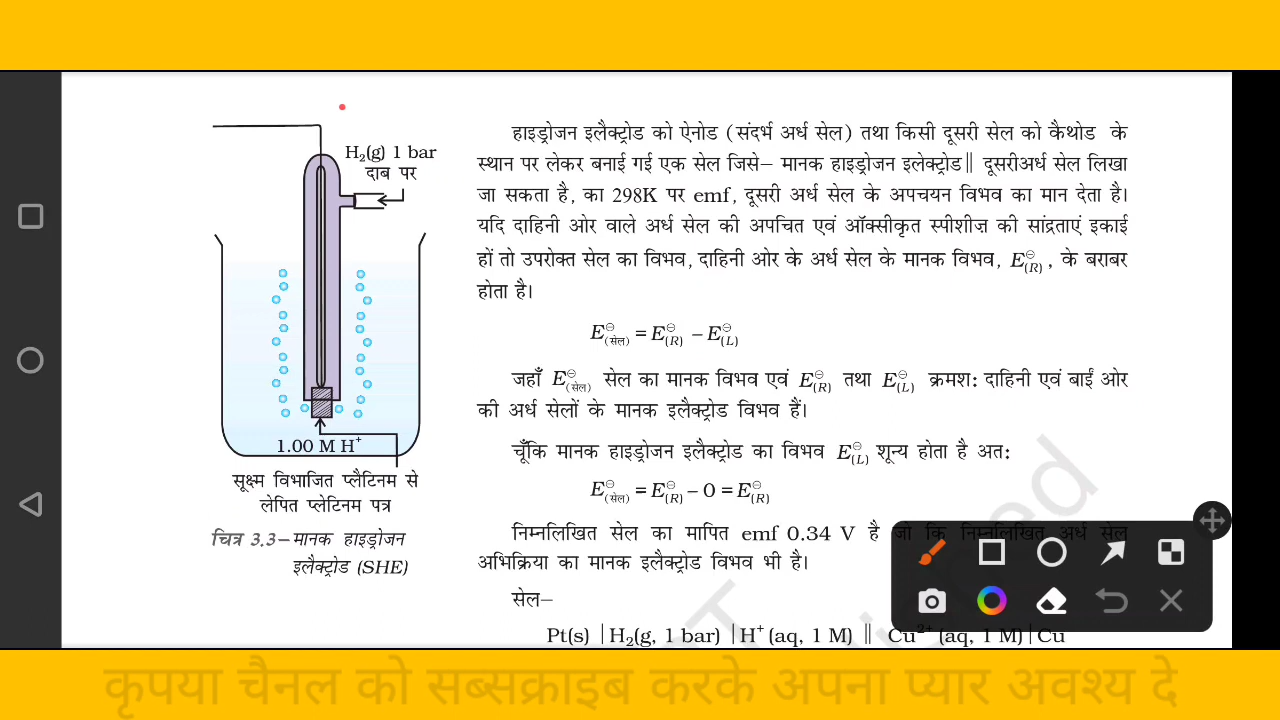 H₂(g) 1 bar
दाब पर
1.00 M H⁺
सूक्ष्म विभाजित प्लैटिनम से
लेपित प्लेटिनम पत्र
चित्र 3.3– मानक हाइड्रोजन
इलैक्ट्रोड (SHE)
हाइड्रोजन इलैक्ट्रोड को ऐनोड (संदर्भ अर्ध सेल) तथा किसी दूसरी सेल को कैथोड के
स्थान पर लेकर बनाई गई एक सेल जिसे– मानक हाइड्रोजन इलेक्ट्रोड॥ दूसरीअर्ध सेल लिखा
जा सकता है, का 298K पर emf, दूसरी अर्ध सेल के अपचयन विभव का मान देता है।
यदि दाहिनी ओर वाले अर्ध सेल की अपचित एवं ऑक्सीकृत स्पीशीज़ की सांद्रताएं इकाई
हों तो उपरोक्त सेल का विभव, दाहिनी ओर के अर्ध सेल के मानक विभव, E⊖(R), के बराबर
होता है।
E⊖(सेल) = E⊖(R) – E⊖(L)
जहाँ E⊖(सेल) सेल का मानक विभव एवं E⊖(R) तथा E⊖(L) क्रमश: दाहिनी एवं बाईं ओर
की अर्ध सेलों के मानक इलैक्ट्रोड विभव हैं।
चूँकि मानक हाइड्रोजन इलैक्ट्रोड का विभव E⊖(L) शून्य होता है अत:
E⊖(सेल) = E⊖(R) – 0 = E⊖(R)
निम्नलिखित सेल का मापित emf 0.34 V है जो कि निम्नलिखित अर्ध सेल
अभिक्रिया का मानक इलैक्ट्रोड विभव भी है।
सेल–
Pt(s) | H₂(g, 1 bar) | H⁺ (aq, 1 M) ‖ Cu²⁺ (aq, 1 M) | Cu
कृपया चैनल को सब्सक्राइब करके अपना प्यार अवश्य दे